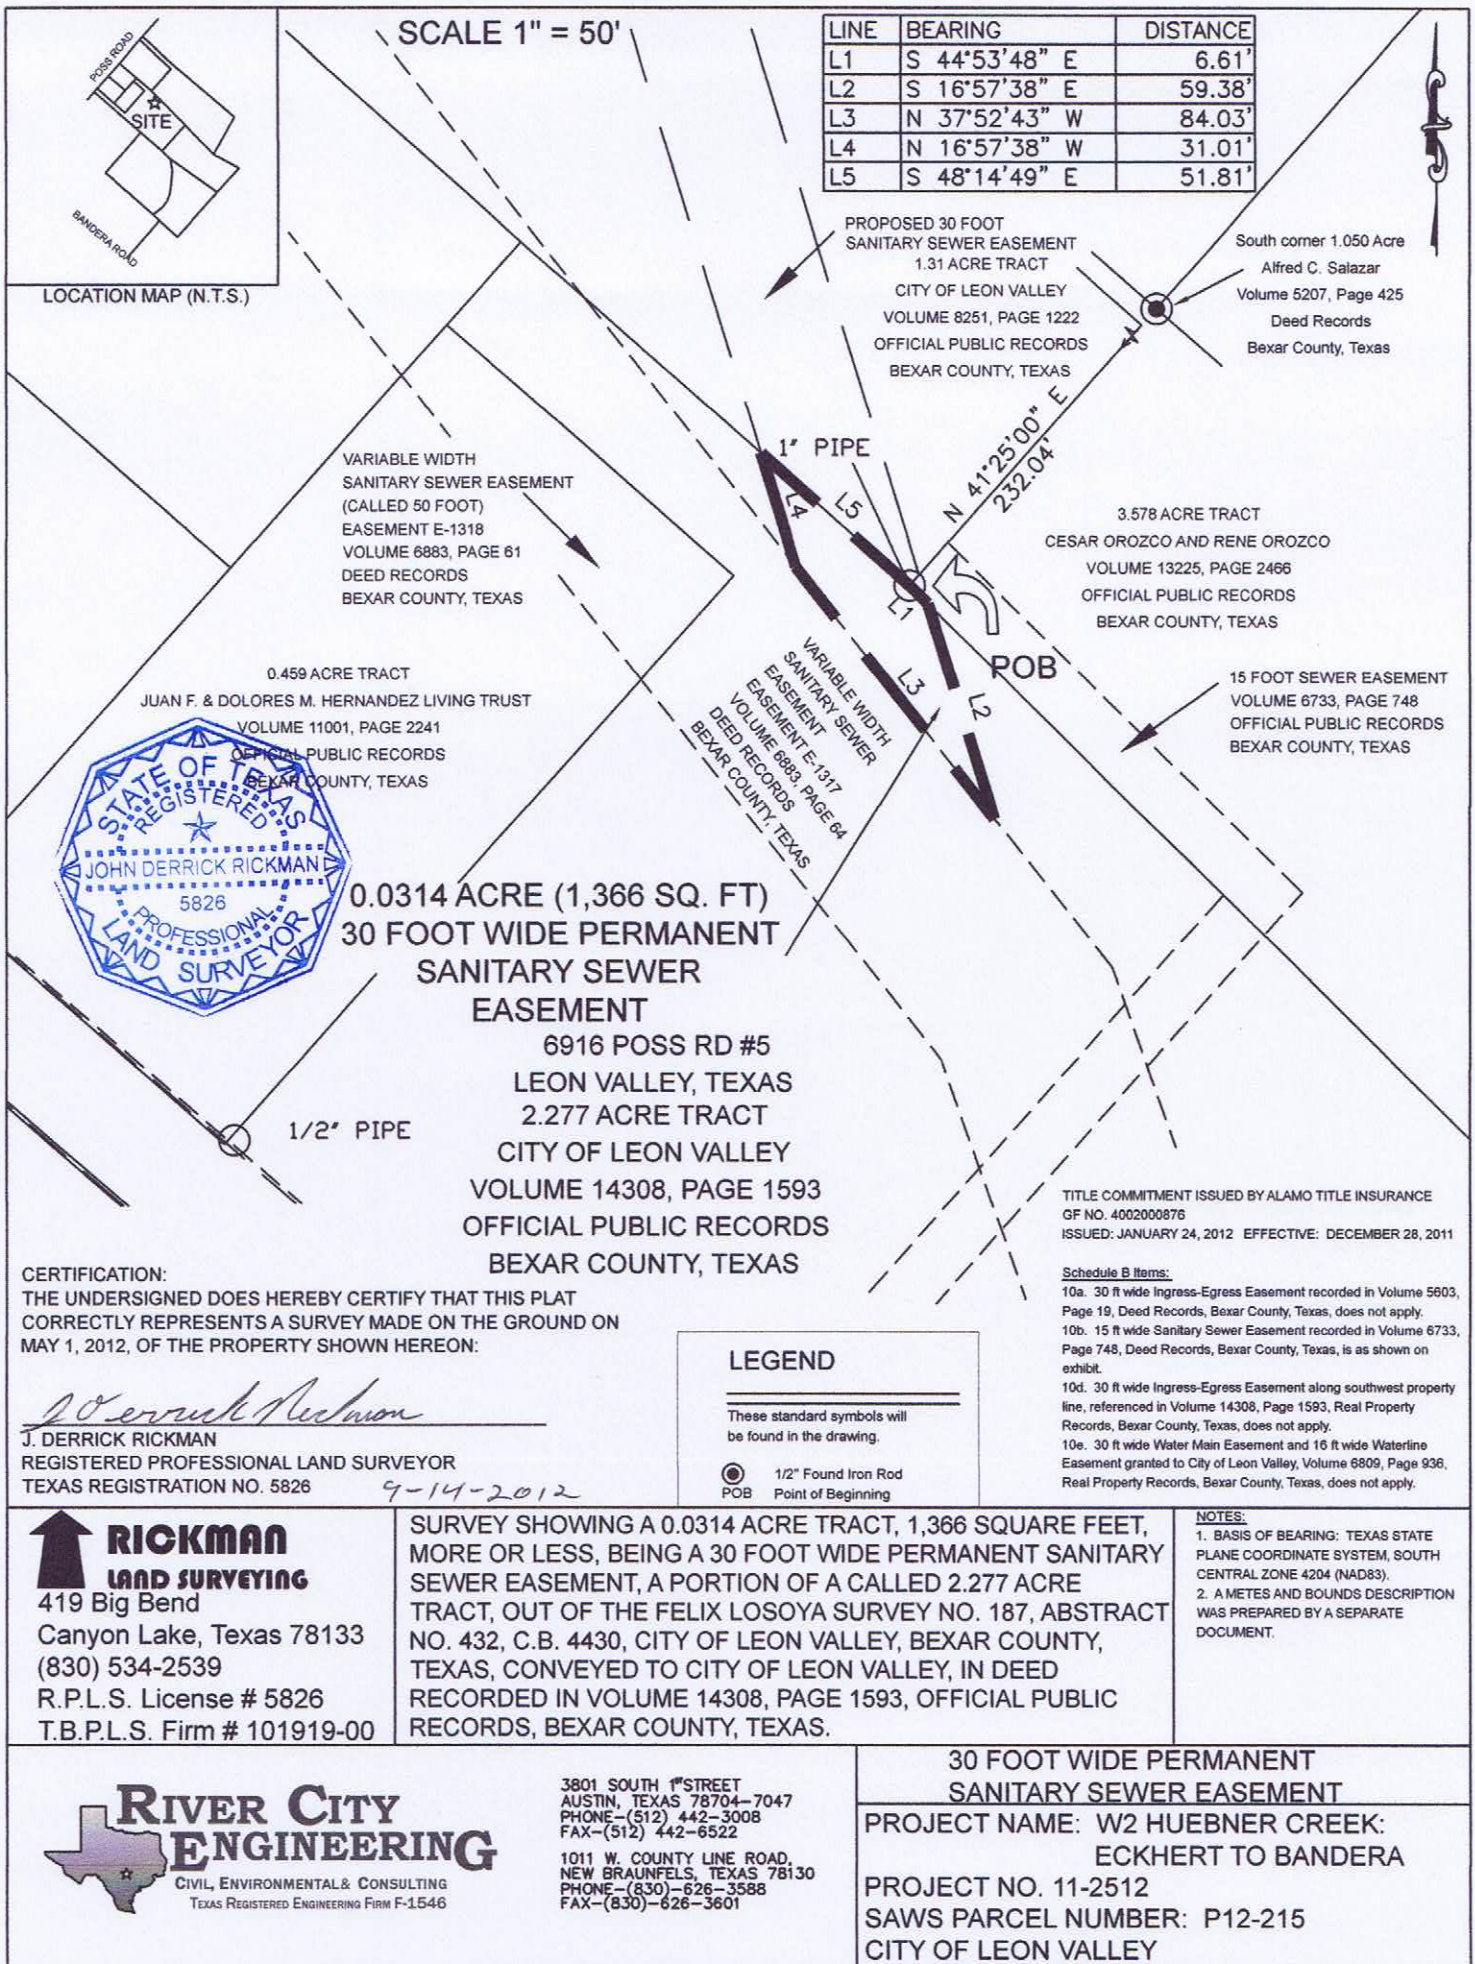 SCALE 1" = 50'
LINE BEARING DISTANCE
L1 S 44°53'48" E 6.61'
L2 S 16°57'38" E 59.38'
L3 N 37°52'43" W 84.03'
L4 N 16°57'38" W 31.01'
L5 S 48°14'49" E 51.81'
POSS ROAD
SITE
BANDERA ROAD
LOCATION MAP (N.T.S.)
PROPOSED 30 FOOT
SANITARY SEWER EASEMENT
1.31 ACRE TRACT
CITY OF LEON VALLEY
VOLUME 8251, PAGE 1222
OFFICIAL PUBLIC RECORDS
BEXAR COUNTY, TEXAS
South corner 1.050 Acre
Alfred C. Salazar
Volume 5207, Page 425
Deed Records
Bexar County, Texas
N 41°25'00" E
232.04'
1" PIPE
L4
L5
L1
L3
L2
POB
VARIABLE WIDTH
SANITARY SEWER EASEMENT
(CALLED 50 FOOT)
EASEMENT E-1318
VOLUME 6883, PAGE 61
DEED RECORDS
BEXAR COUNTY, TEXAS
3.578 ACRE TRACT
CESAR OROZCO AND RENE OROZCO
VOLUME 13225, PAGE 2466
OFFICIAL PUBLIC RECORDS
BEXAR COUNTY, TEXAS
VARIABLE WIDTH
SANITARY SEWER
EASEMENT
EASEMENT E-1317
VOLUME 6883, PAGE 64
DEED RECORDS
BEXAR COUNTY, TEXAS
15 FOOT SEWER EASEMENT
VOLUME 6733, PAGE 748
OFFICIAL PUBLIC RECORDS
BEXAR COUNTY, TEXAS
0.459 ACRE TRACT
JUAN F. & DOLORES M. HERNANDEZ LIVING TRUST
VOLUME 11001, PAGE 2241
OFFICIAL PUBLIC RECORDS
BEXAR COUNTY, TEXAS
STATE OF TEXAS
REGISTERED
JOHN DERRICK RICKMAN
5826
PROFESSIONAL
LAND SURVEYOR
0.0314 ACRE (1,366 SQ. FT)
30 FOOT WIDE PERMANENT
SANITARY SEWER
EASEMENT
6916 POSS RD #5
LEON VALLEY, TEXAS
2.277 ACRE TRACT
CITY OF LEON VALLEY
VOLUME 14308, PAGE 1593
OFFICIAL PUBLIC RECORDS
BEXAR COUNTY, TEXAS
1/2" PIPE
TITLE COMMITMENT ISSUED BY ALAMO TITLE INSURANCE
GF NO. 4002000876
ISSUED: JANUARY 24, 2012 EFFECTIVE: DECEMBER 28, 2011
Schedule B Items:
10a. 30 ft wide Ingress-Egress Easement recorded in Volume 5603,
Page 19, Deed Records, Bexar County, Texas, does not apply.
10b. 15 ft wide Sanitary Sewer Easement recorded in Volume 6733,
Page 748, Deed Records, Bexar County, Texas, is as shown on
exhibit.
10d. 30 ft wide Ingress-Egress Easement along southwest property
line, referenced in Volume 14308, Page 1593, Real Property
Records, Bexar County, Texas, does not apply.
10e. 30 ft wide Water Main Easement and 16 ft wide Waterline
Easement granted to City of Leon Valley, Volume 6809, Page 936,
Real Property Records, Bexar County, Texas, does not apply.
CERTIFICATION:
THE UNDERSIGNED DOES HEREBY CERTIFY THAT THIS PLAT
CORRECTLY REPRESENTS A SURVEY MADE ON THE GROUND ON
MAY 1, 2012, OF THE PROPERTY SHOWN HEREON:
J Derrick Rickman
J. DERRICK RICKMAN
REGISTERED PROFESSIONAL LAND SURVEYOR
TEXAS REGISTRATION NO. 5826 9-14-2012
LEGEND
These standard symbols will
be found in the drawing.
1/2" Found Iron Rod
POB Point of Beginning
RICKMAN
LAND SURVEYING
419 Big Bend
Canyon Lake, Texas 78133
(830) 534-2539
R.P.L.S. License # 5826
T.B.P.L.S. Firm # 101919-00
SURVEY SHOWING A 0.0314 ACRE TRACT, 1,366 SQUARE FEET,
MORE OR LESS, BEING A 30 FOOT WIDE PERMANENT SANITARY
SEWER EASEMENT, A PORTION OF A CALLED 2.277 ACRE
TRACT, OUT OF THE FELIX LOSOYA SURVEY NO. 187, ABSTRACT
NO. 432, C.B. 4430, CITY OF LEON VALLEY, BEXAR COUNTY,
TEXAS, CONVEYED TO CITY OF LEON VALLEY, IN DEED
RECORDED IN VOLUME 14308, PAGE 1593, OFFICIAL PUBLIC
RECORDS, BEXAR COUNTY, TEXAS.
NOTES:
1. BASIS OF BEARING: TEXAS STATE
PLANE COORDINATE SYSTEM, SOUTH
CENTRAL ZONE 4204 (NAD83).
2. A METES AND BOUNDS DESCRIPTION
WAS PREPARED BY A SEPARATE
DOCUMENT.
RIVER CITY
ENGINEERING
CIVIL, ENVIRONMENTAL & CONSULTING
TEXAS REGISTERED ENGINEERING FIRM F-1546
3801 SOUTH 1ST STREET
AUSTIN, TEXAS 78704-7047
PHONE-(512) 442-3008
FAX-(512) 442-6522
1011 W. COUNTY LINE ROAD,
NEW BRAUNFELS, TEXAS 78130
PHONE-(830)-626-3588
FAX-(830)-626-3601
30 FOOT WIDE PERMANENT
SANITARY SEWER EASEMENT
PROJECT NAME: W2 HUEBNER CREEK:
ECKHERT TO BANDERA
PROJECT NO. 11-2512
SAWS PARCEL NUMBER: P12-215
CITY OF LEON VALLEY